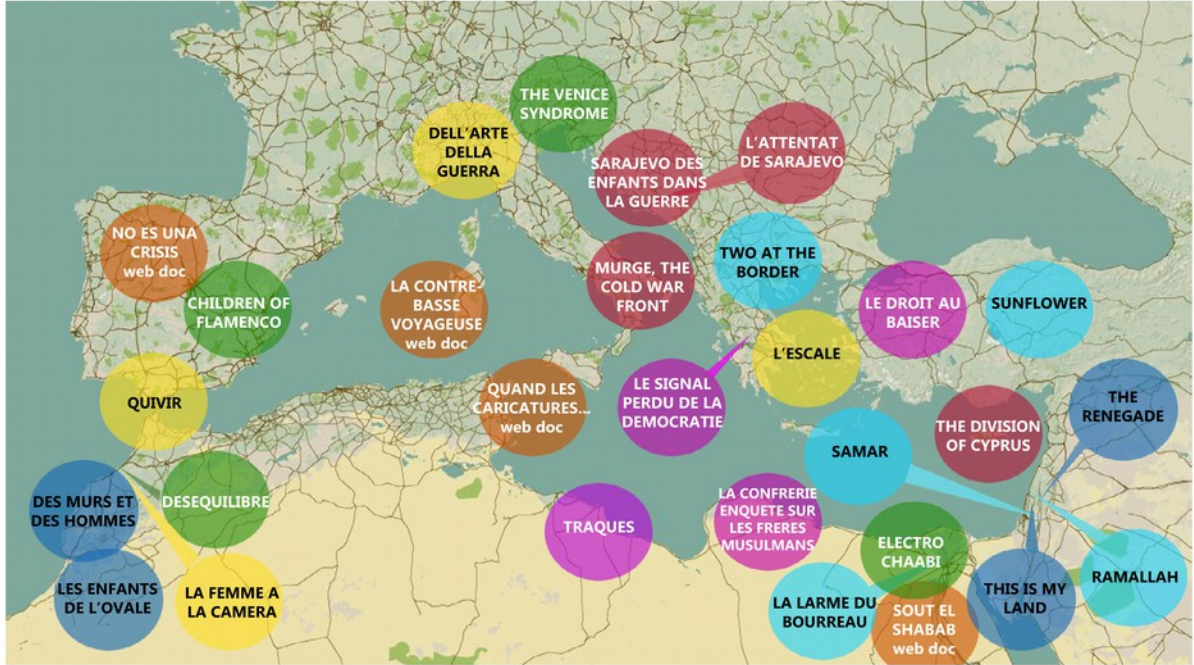 THE VENICE
SYNDROME
DELL'ARTE
DELLA
GUERRA
L'ATTENTAT
DE SARAJEVO
SARAJEVO DES
ENFANTS DANS
LA GUERRE
NO ES UNA
CRISIS
web doc
CHILDREN OF
FLAMENCO
LA CONTRE-
BASSE
VOYAGEUSE
web doc
MURGE, THE
COLD WAR
FRONT
TWO AT THE
BORDER
LE DROIT AU
BAISER
SUNFLOWER
L'ESCALE
QUIVIR
QUAND LES
CARICATURES...
web doc
LE SIGNAL
PERDU DE LA
DEMOCRATIE
THE
RENEGADE
THE DIVISION
OF CYPRUS
SAMAR
DES MURS ET
DES HOMMES
DESEQUILIBRE
TRAQUES
LA CONFRERIE
ENQUETE SUR
LES FRERES
MUSULMANS
ELECTRO
CHAABI
LES ENFANTS
DE L'OVALE
LA FEMME A
LA CAMERA
LA LARME DU
BOURREAU
SOUT EL
SHABAB
web doc
THIS IS MY
LAND
RAMALLAH